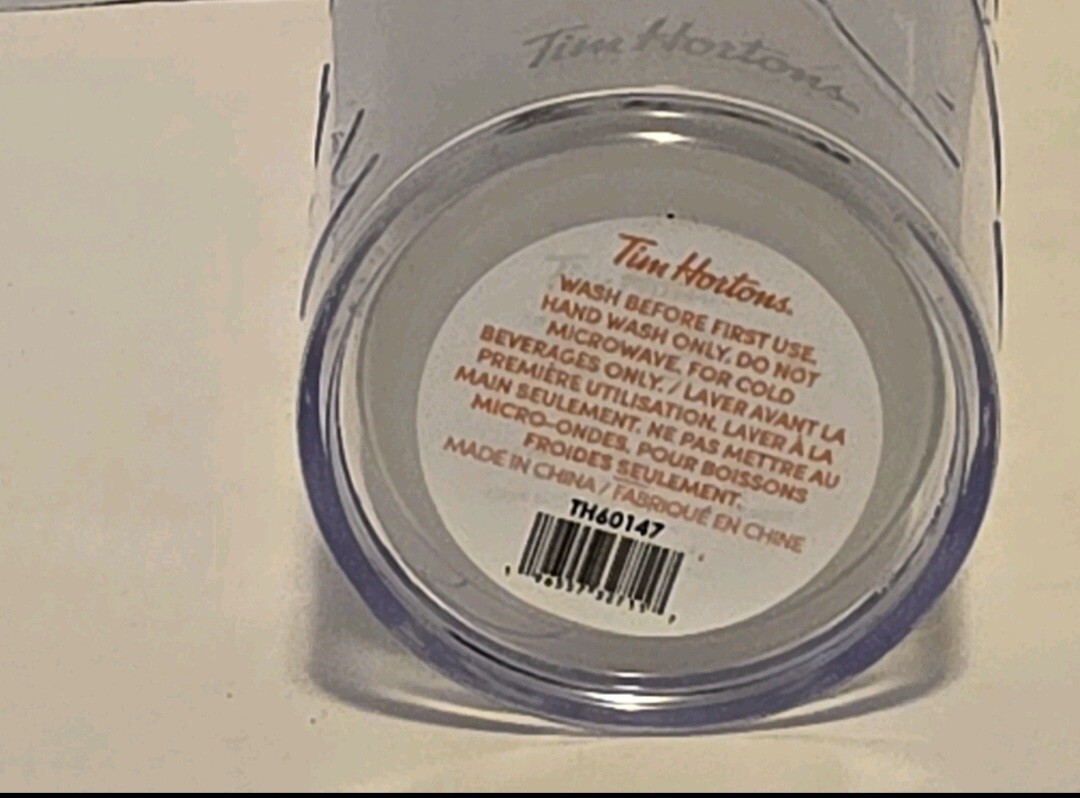 Tim Hortons
Tim Hortons.
WASH BEFORE FIRST USE.
HAND WASH ONLY. DO NOT
MICROWAVE. FOR COLD
BEVERAGES ONLY. / LAVER AVANT LA
PREMIÈRE UTILISATION. LAVER À LA
MAIN SEULEMENT. NE PAS METTRE AU
MICRO-ONDES. POUR BOISSONS
FROIDES SEULEMENT.
MADE IN CHINA / FABRIQUÉ EN CHINE
TH60147